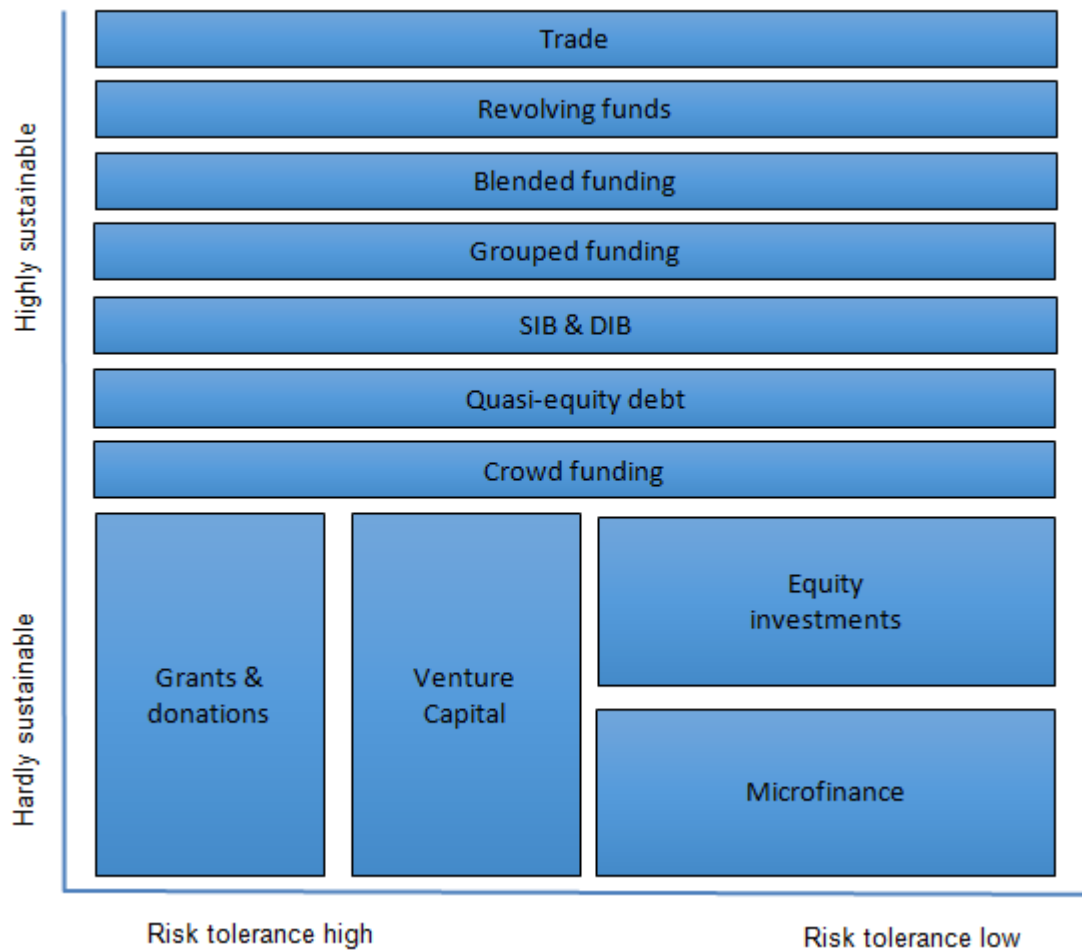 Trade
Revolving funds
Blended funding
Grouped funding
SIB & DIB
Quasi-equity debt
Crowd funding
Grants &
donations
Venture
Capital
Equity
investments
Microfinance
Highly sustainable
Hardly sustainable
Risk tolerance high
Risk tolerance low